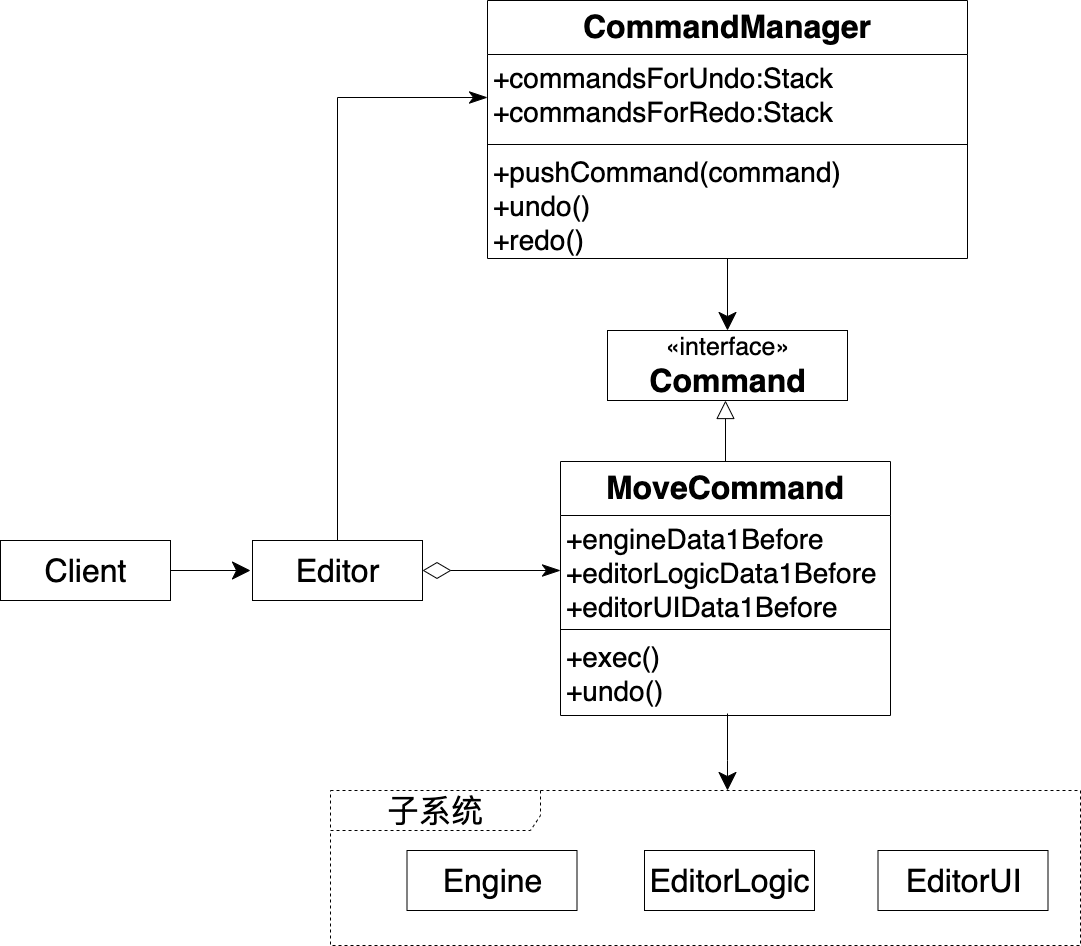 CommandManager
+commandsForUndo:Stack
+commandsForRedo:Stack
+pushCommand(command)
+undo()
+redo()
«interface»
Command
MoveCommand
+engineData1Before
+editorLogicData1Before
+editorUIData1Before
+exec()
+undo()
Client
Editor
子系统
Engine
EditorLogic
EditorUI